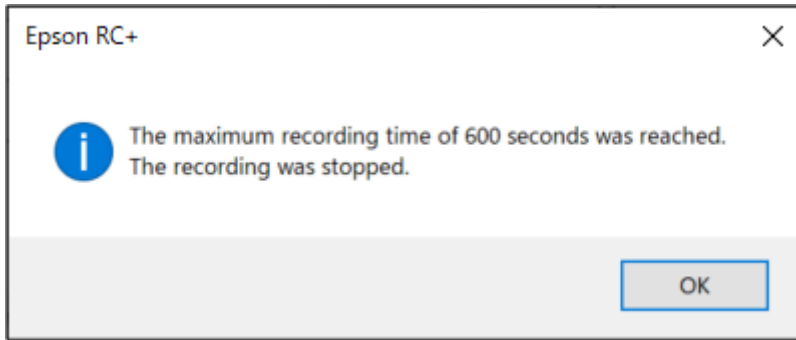 Epson RC+
The maximum recording time of 600 seconds was reached.
The recording was stopped.
OK